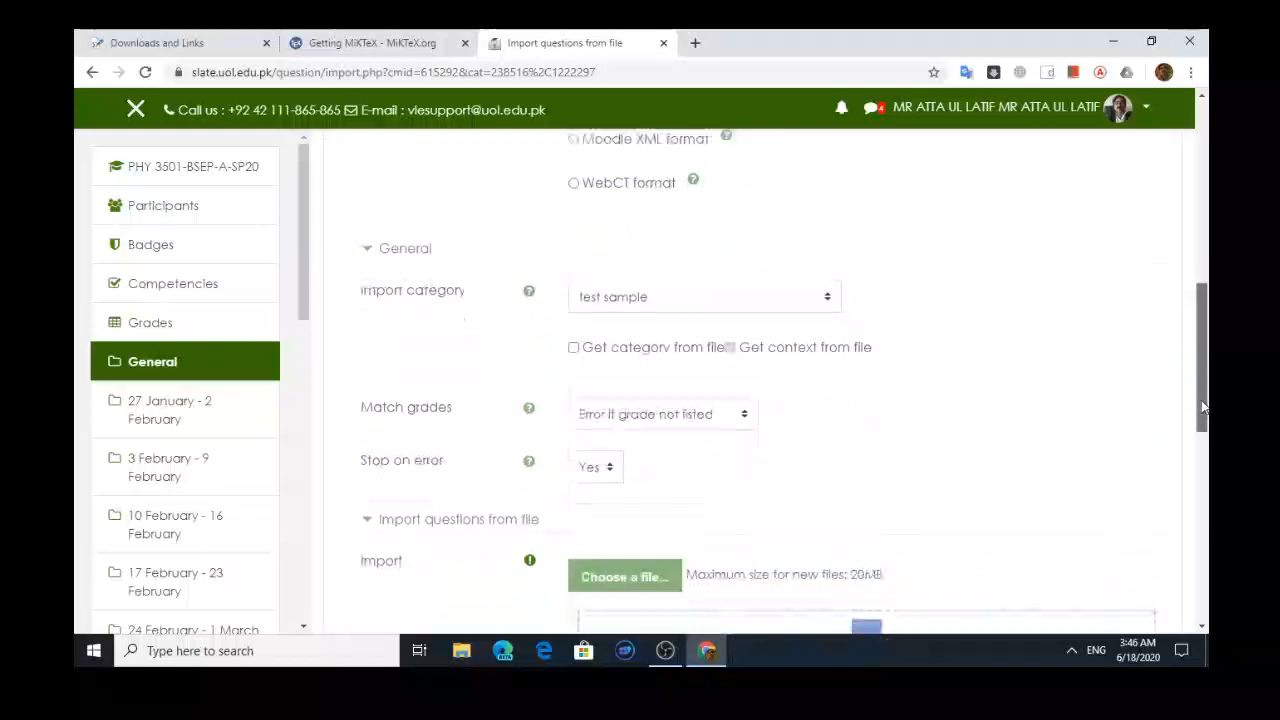 Downloads and Links
Getting MiKTeX - MiKTeX.org
Import questions from file
slate.uol.edu.pk/question/import.php?cmid=615292&cat=238516%2C1222297
Call us : +92 42 111-865-865 E-mail : vlesupport@uol.edu.pk
4
MR ATTA UL LATIF MR ATTA UL LATIF
PHY 3501-BSEP-A-SP20
Participants
Badges
Competencies
Grades
General
27 January - 2
February
3 February - 9
February
10 February - 16
February
17 February - 23
February
24 February - 1 March
Moodle XML format
WebCT format
General
Import category
test sample
Get category from file
Get context from file
Match grades
Error if grade not listed
Stop on error
Yes
Import questions from file
Import
Choose a file...
Maximum size for new files: 20MB
Type here to search
ENG
3:46 AM
6/18/2020